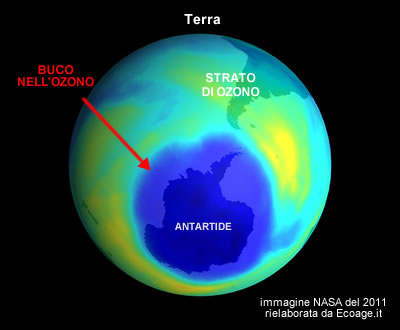 Terra
BUCO
NELL'OZONO
STRATO
DI OZONO
ANTARTIDE
immagine NASA del 2011
rielaborata da Ecoage.it